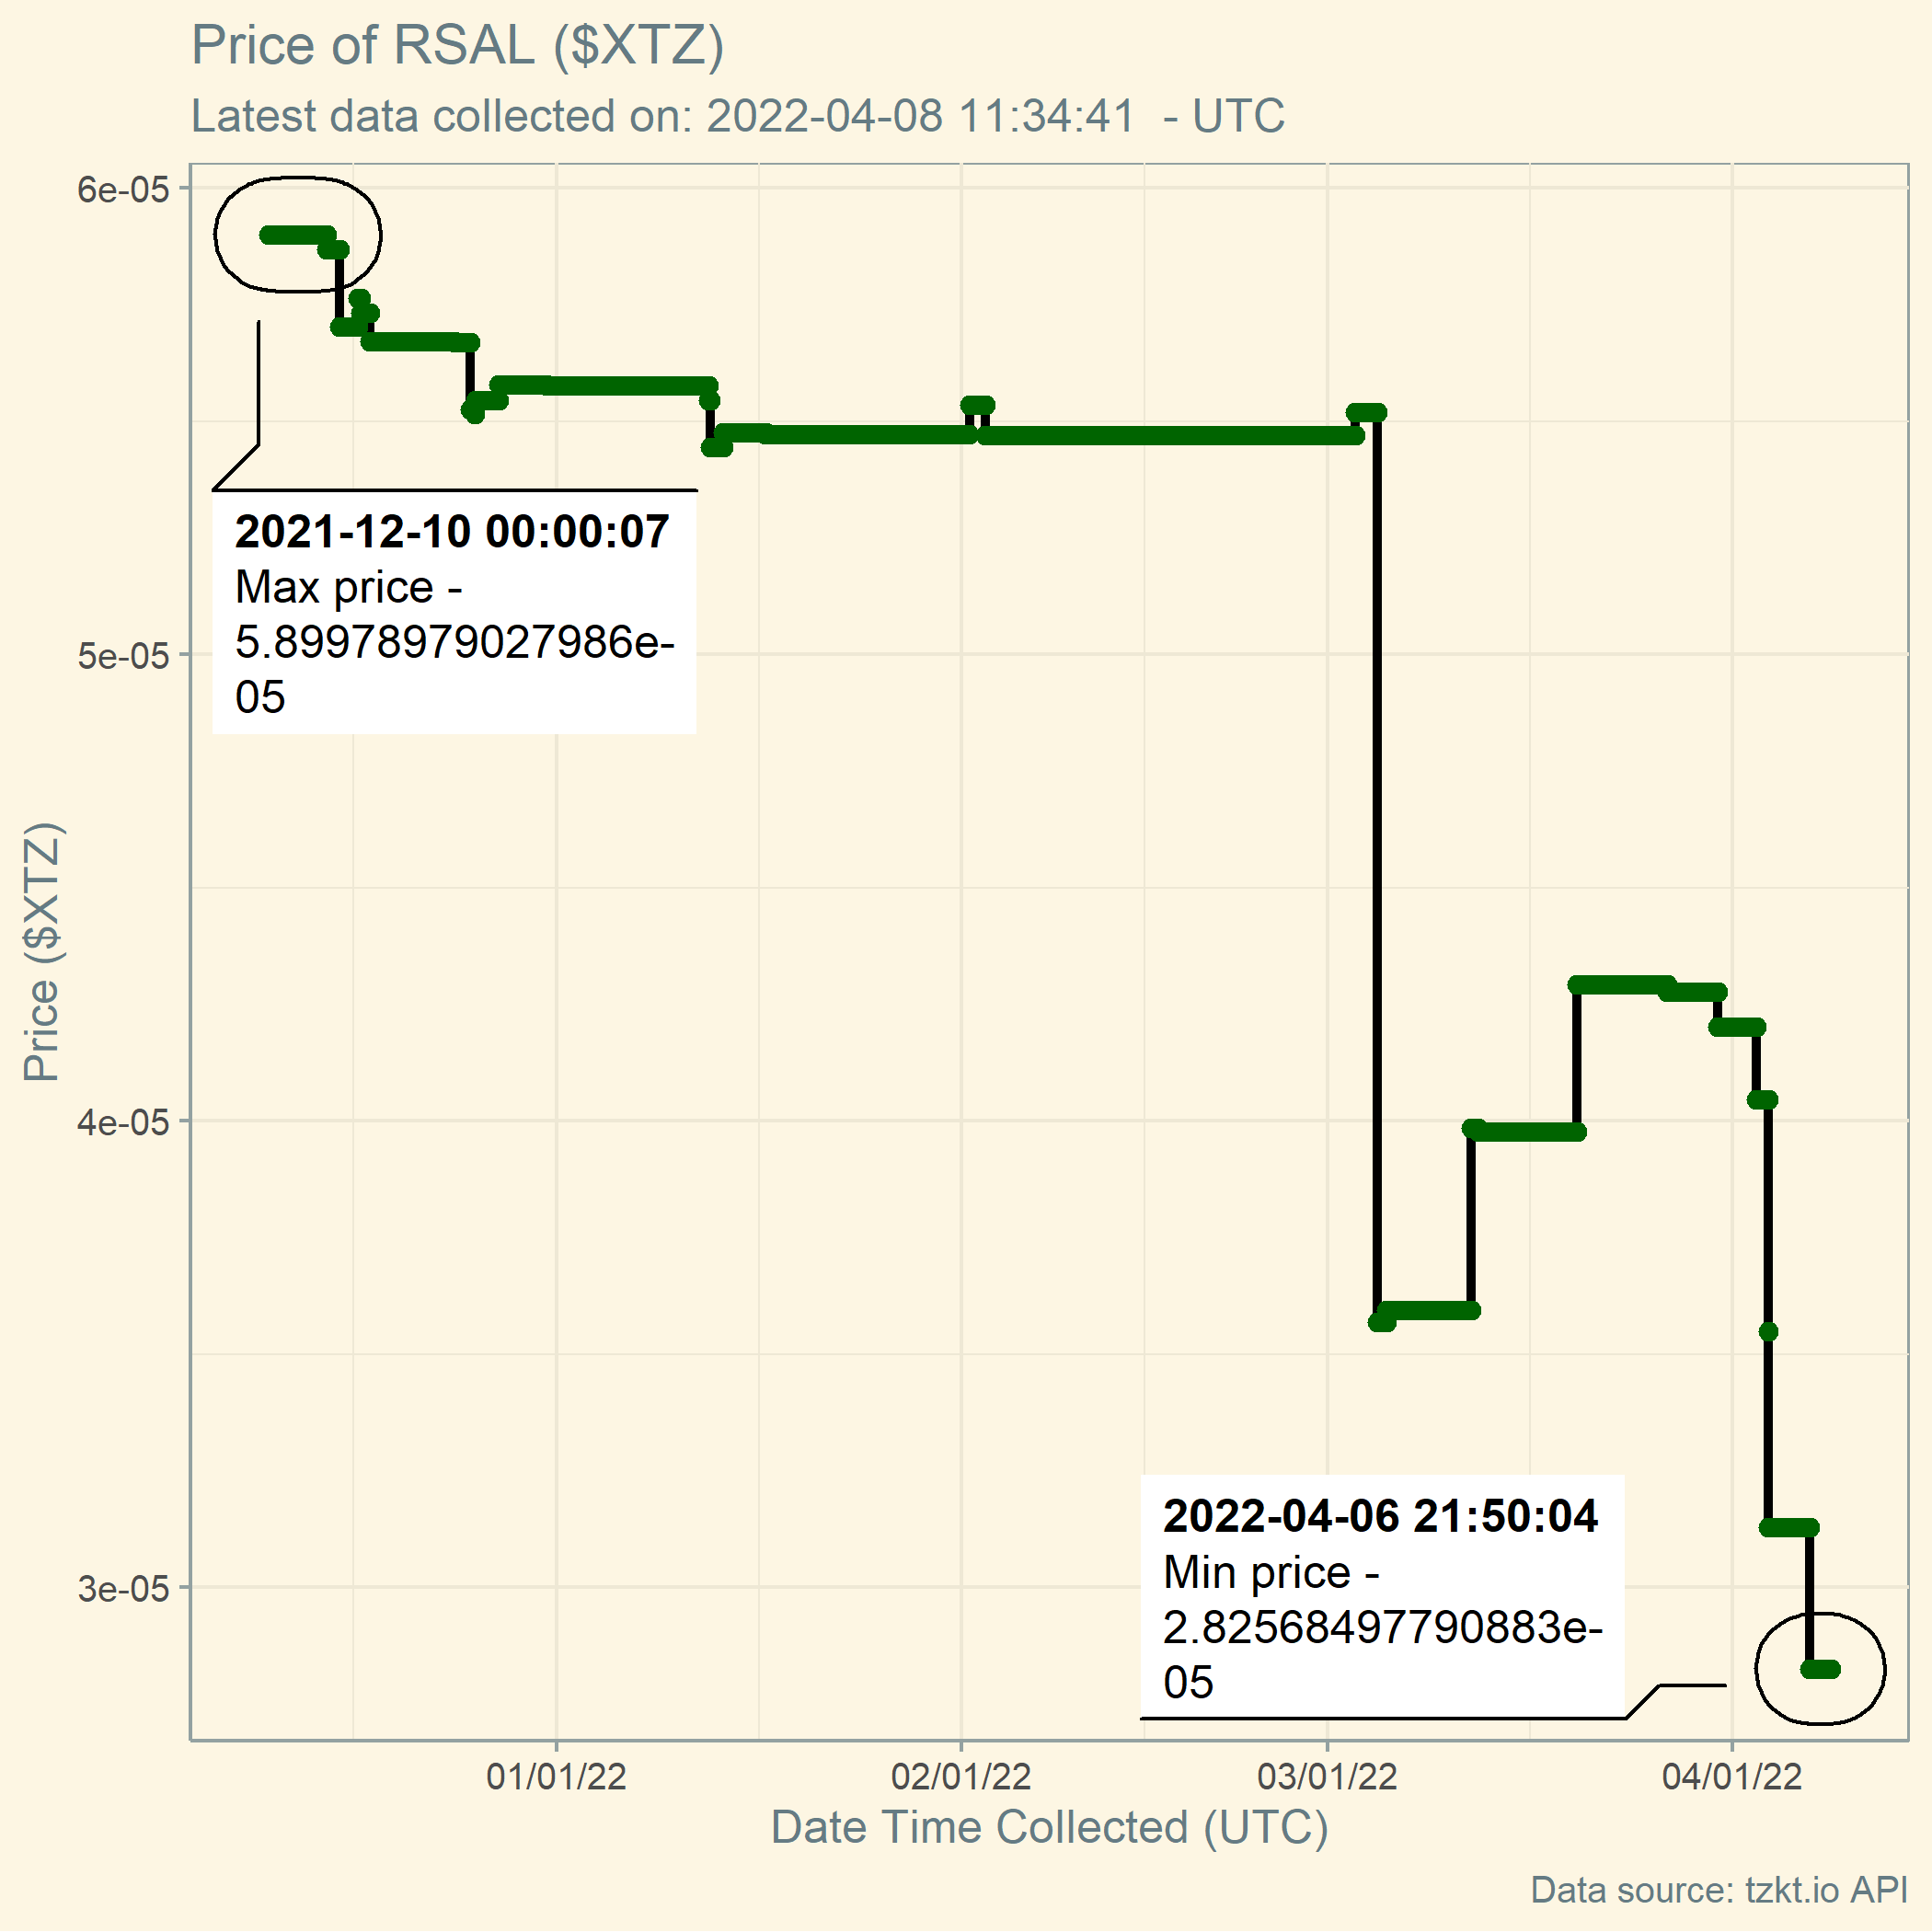 Price of RSAL ($XTZ)
Latest data collected on: 2022-04-08 11:34:41  - UTC
6e-05
5e-05
4e-05
3e-05
Price ($XTZ)
2021-12-10 00:00:07
Max price -
5.89978979027986e-
05
2022-04-06 21:50:04
Min price -
2.82568497790883e-
05
01/01/22
02/01/22
03/01/22
04/01/22
Date Time Collected (UTC)
Data source: tzkt.io API